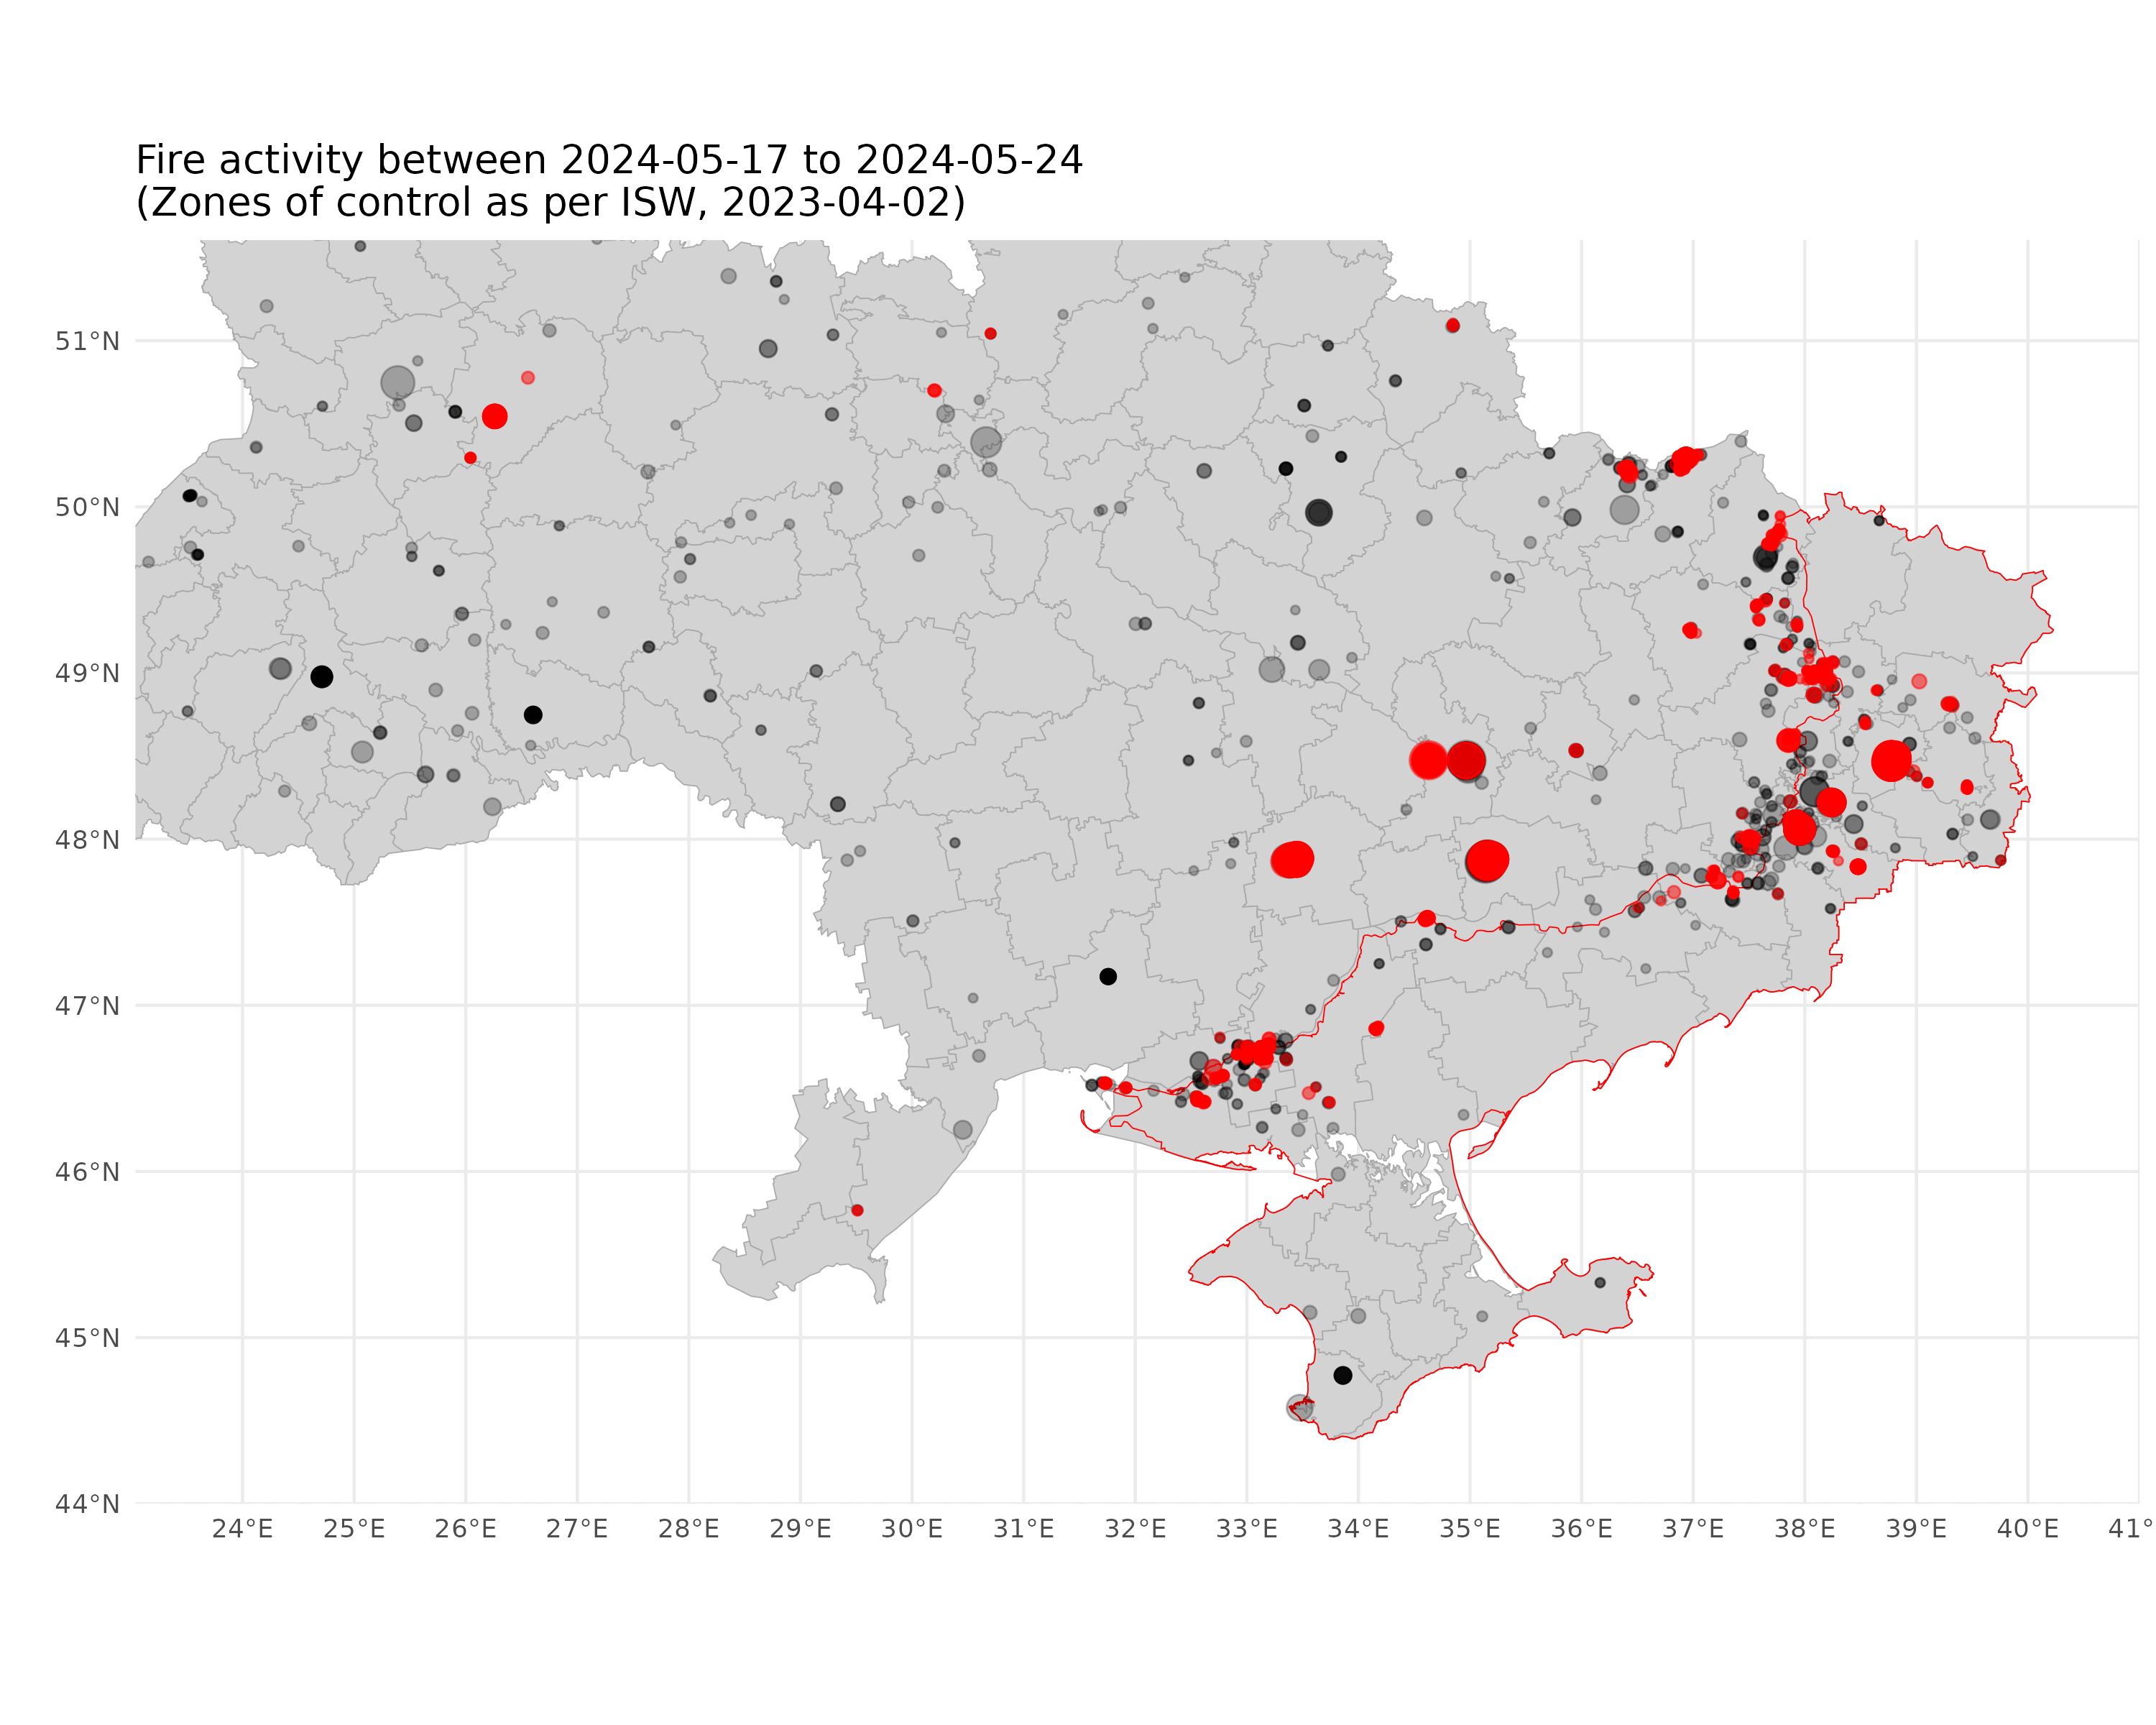 Fire activity between 2024-05-17 to 2024-05-24
(Zones of control as per ISW, 2023-04-02)
51°N
50°N
49°N
48°N
47°N
46°N
45°N
44°N
24°E 25°E 26°E 27°E 28°E 29°E 30°E 31°E 32°E 33°E 34°E 35°E 36°E 37°E 38°E 39°E 40°E 41°